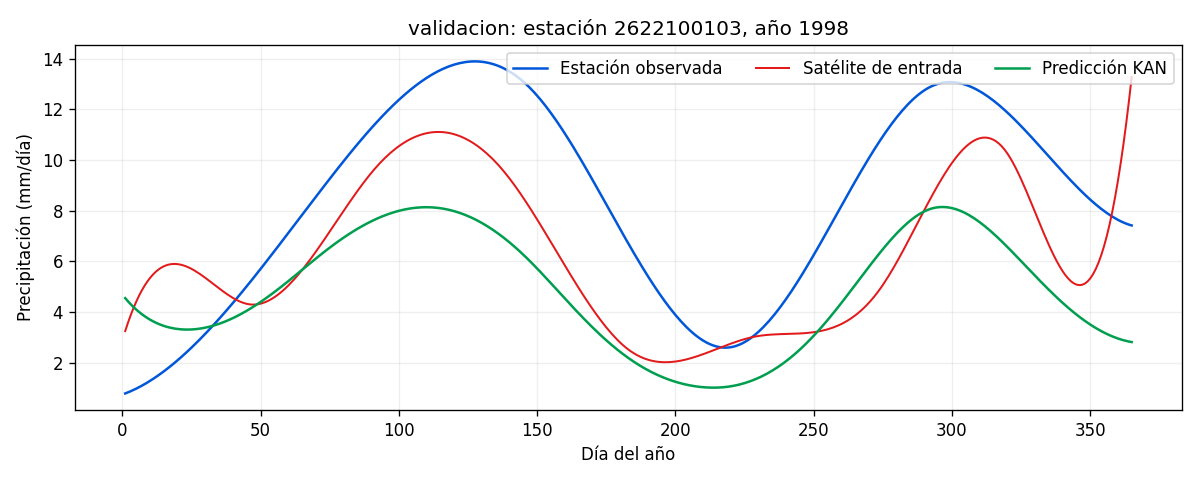 validacion: estación 2622100103, año 1998
Estación observada
Satélite de entrada
Predicción KAN
Precipitación (mm/día)
14
12
10
8
6
4
2
0 50 100 150 200 250 300 350
Día del año